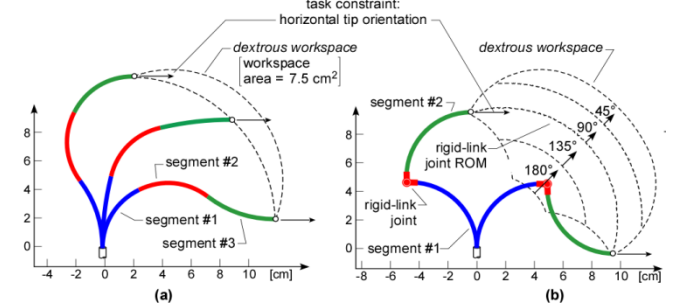 task constraint:
horizontal tip orientation
dextrous workspace
workspace
area = 7.5 cm²
segment #2
segment #1
segment #3
8
6
4
2
0
-4 -2 0 2 4 6 8 10 [cm]
(a)
dextrous workspace
segment #2
45°
90°
135°
180°
rigid-link
joint ROM
rigid-link
joint
segment #1
8
6
4
2
0
-8 -6 -4 -2 0 2 4 6 8 10 [cm]
(b)